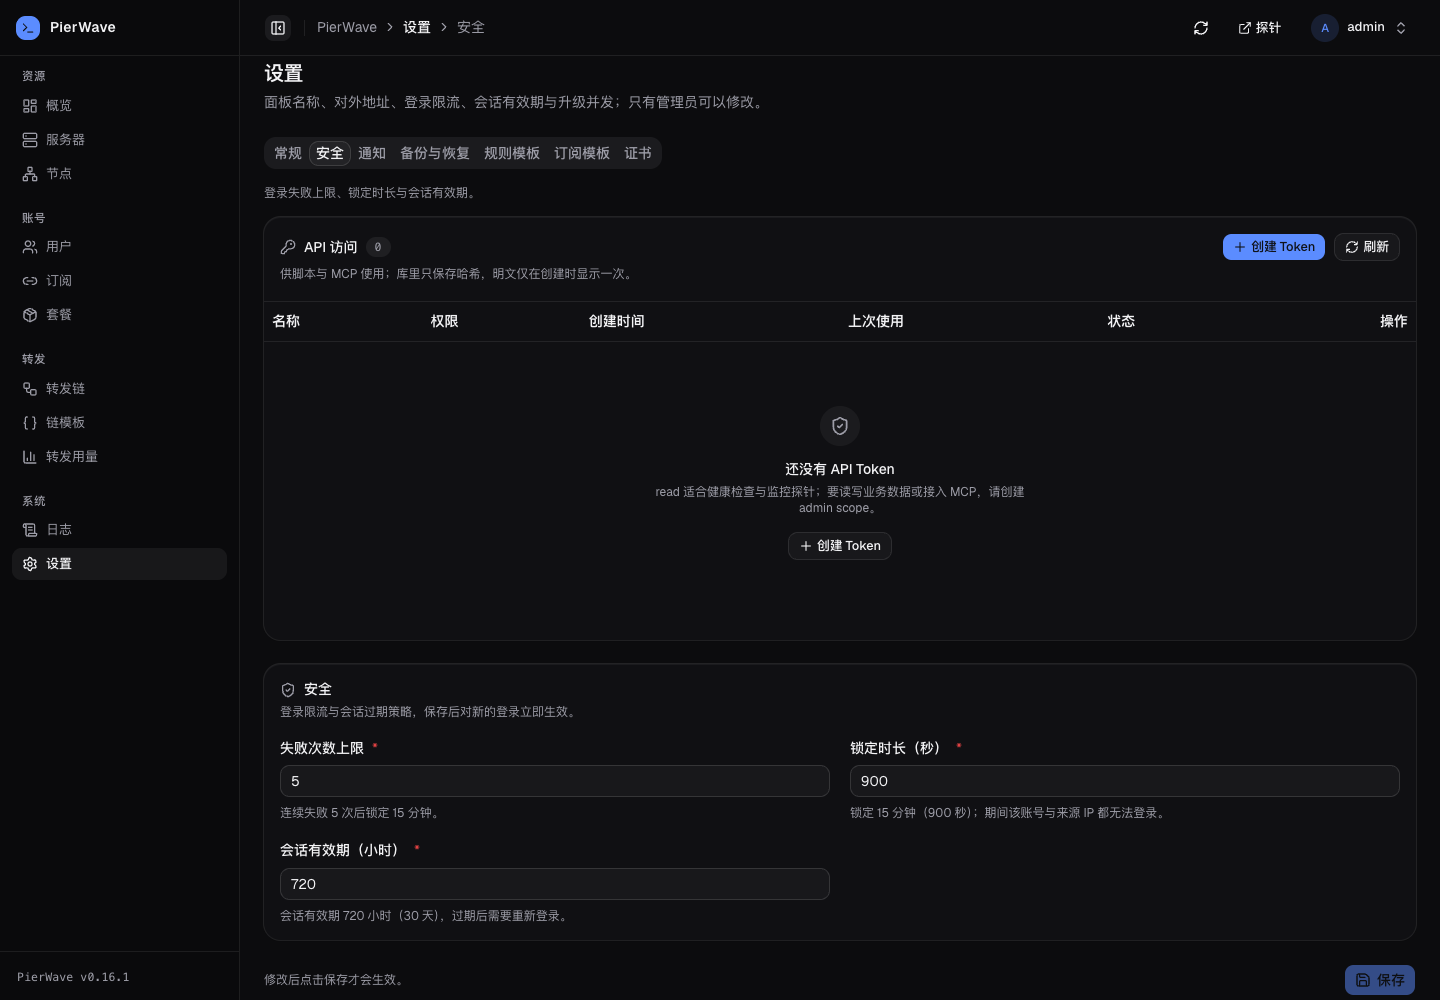 PierWave
PierWave > 设置 > 安全
探针
A admin
资源
概览
服务器
节点
账号
用户
订阅
套餐
转发
转发链
链模板
转发用量
系统
日志
设置
PierWave v0.16.1
设置
面板名称、对外地址、登录限流、会话有效期与升级并发；只有管理员可以修改。
常规 安全 通知 备份与恢复 规则模板 订阅模板 证书
登录失败上限、锁定时长与会话有效期。
API 访问 0
创建 Token 刷新
供脚本与 MCP 使用；库里只保存哈希，明文仅在创建时显示一次。
名称 权限 创建时间 上次使用 状态 操作
还没有 API Token
read 适合健康检查与监控探针；要读写业务数据或接入 MCP，请创建
admin scope。
创建 Token
安全
登录限流与会话过期策略，保存后对新的登录立即生效。
失败次数上限 *
5
连续失败 5 次后锁定 15 分钟。
锁定时长（秒） *
900
锁定 15 分钟（900 秒）；期间该账号与来源 IP 都无法登录。
会话有效期（小时） *
720
会话有效期 720 小时（30 天），过期后需要重新登录。
修改后点击保存才会生效。
保存